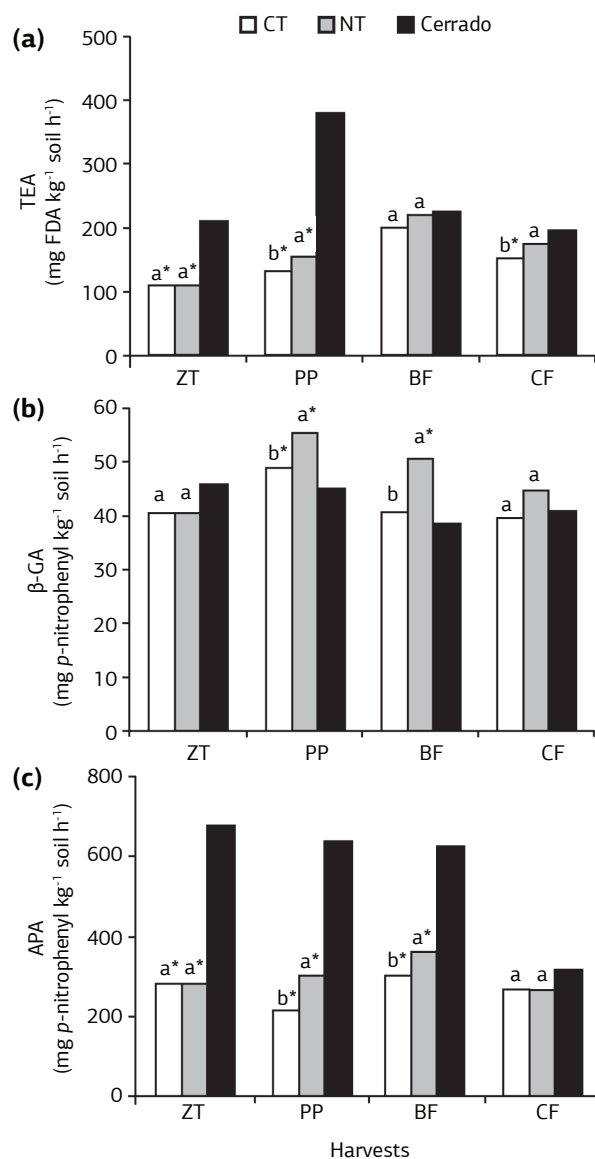 (a)
CT NT Cerrado
500
400
300
200
100
0
TEA
(mg FDA kg⁻¹ soil h⁻¹)
a* a*
b* a*
a a
b* a
ZT PP BF CF
(b)
60
50
40
30
20
10
0
β-GA
(mg p-nitrophenyl kg⁻¹ soil h⁻¹)
a a
b* a*
b a*
a a
ZT PP BF CF
(c)
800
600
400
200
0
APA
(mg p-nitrophenyl kg⁻¹ soil h⁻¹)
a* a*
b* a*
b* a*
a a
ZT PP BF CF
Harvests